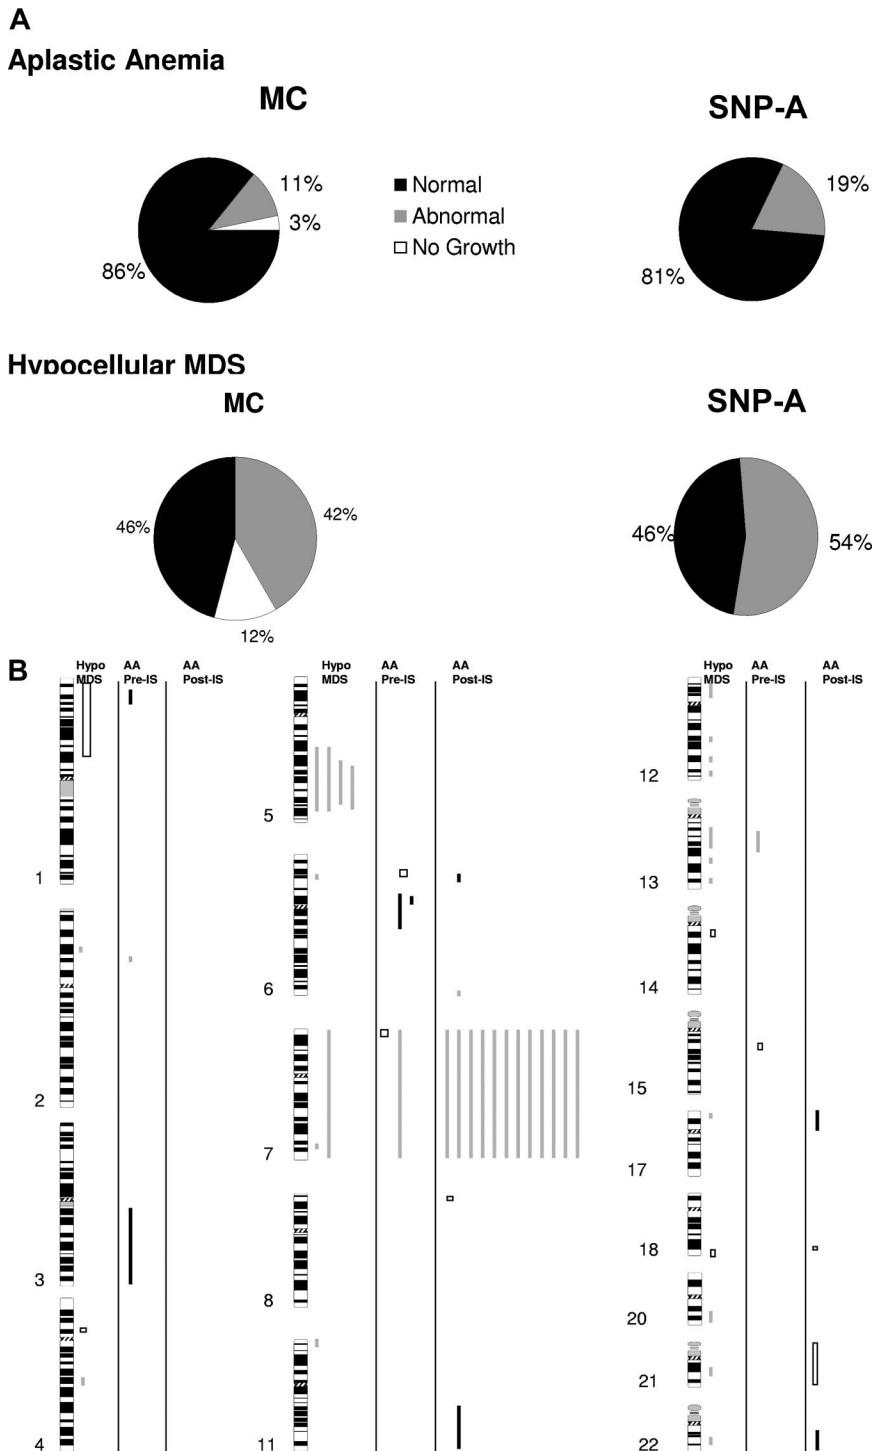 A
Aplastic Anemia
MC
SNP-A
11%
3%
86%
Normal
Abnormal
No Growth
19%
81%
Hypocellular MDS
MC
SNP-A
46%
42%
12%
46%
54%
B
Hypo MDS
AA Pre-IS
AA Post-IS
1
2
3
4
Hypo MDS
AA Pre-IS
AA Post-IS
5
6
7
8
11
Hypo MDS
AA Pre-IS
AA Post-IS
12
13
14
15
17
18
20
21
22